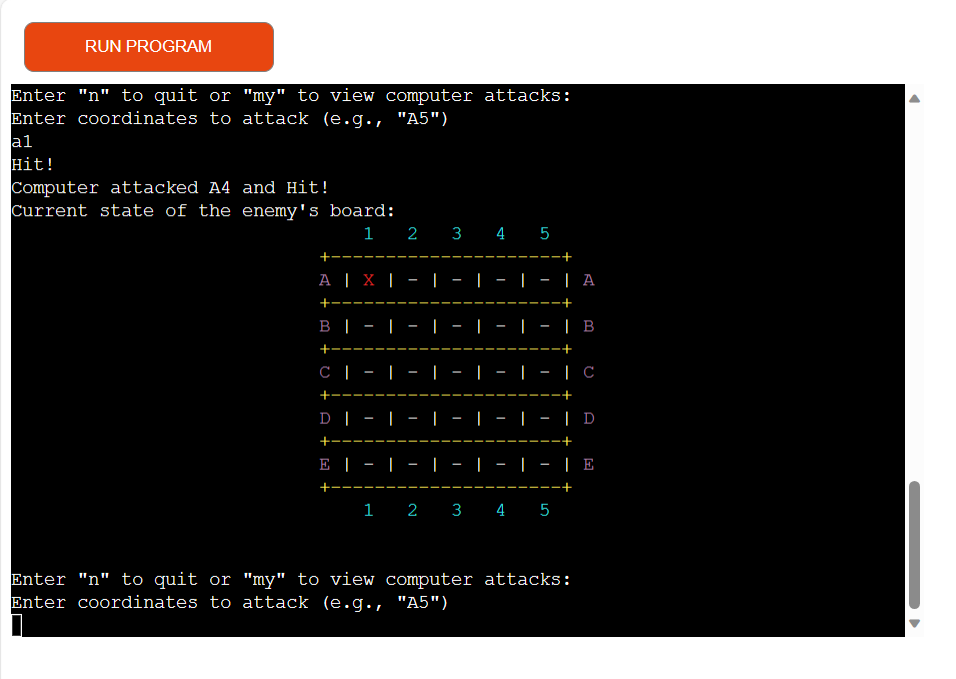 RUN PROGRAM
Enter "n" to quit or "my" to view computer attacks:
Enter coordinates to attack (e.g., "A5")
a1
Hit!
Computer attacked A4 and Hit!
Current state of the enemy's board:
1 2 3 4 5
+---------------------+
A | X | - | - | - | - | A
+---------------------+
B | - | - | - | - | - | B
+---------------------+
C | - | - | - | - | - | C
+---------------------+
D | - | - | - | - | - | D
+---------------------+
E | - | - | - | - | - | E
+---------------------+
1 2 3 4 5
Enter "n" to quit or "my" to view computer attacks:
Enter coordinates to attack (e.g., "A5")